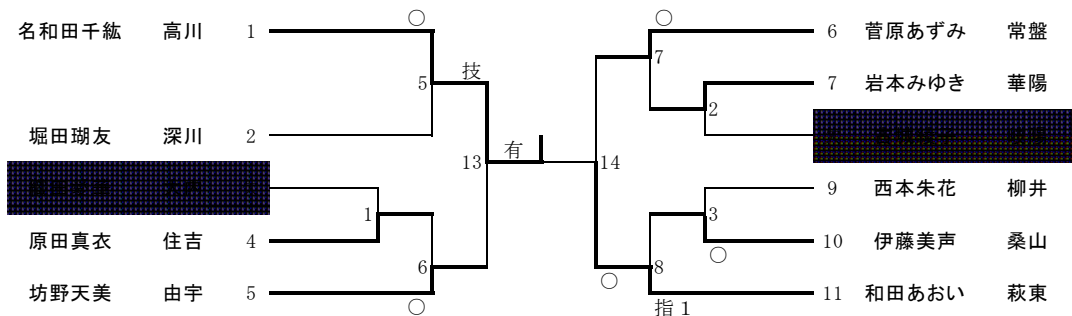 ○ ○
名和田千紘 高川 1 6 菅原あずみ 常盤
7
5 技 7 岩本みゆき 華陽
2
堀田瑚友 深川 2
13 有 14
9 西本朱花 柳井
1 3
原田真衣 住吉 4 10 伊藤美声 桑山
6 8 ○
○
坊野天美 由宇 5 11 和田あおい 萩東
○ 指1